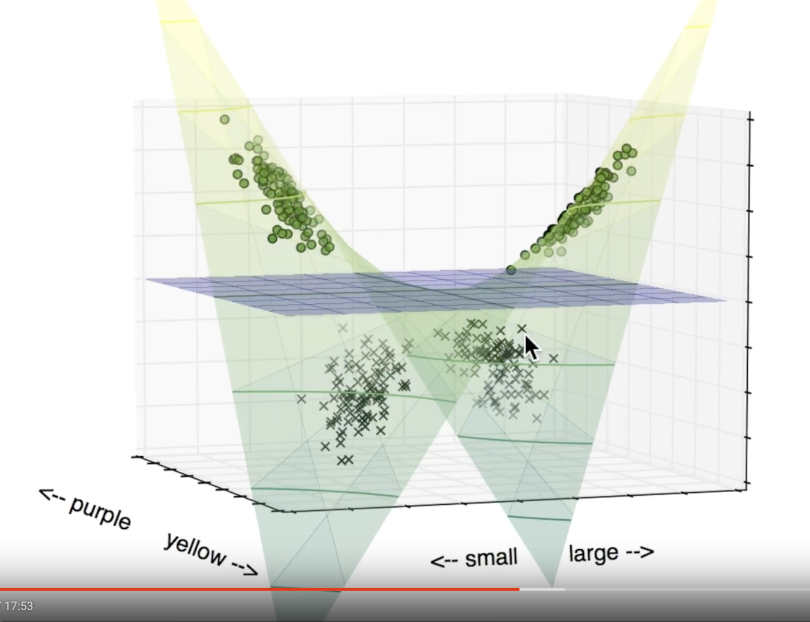 <-- purple
yellow -->
<-- small
large -->
/ 17:53